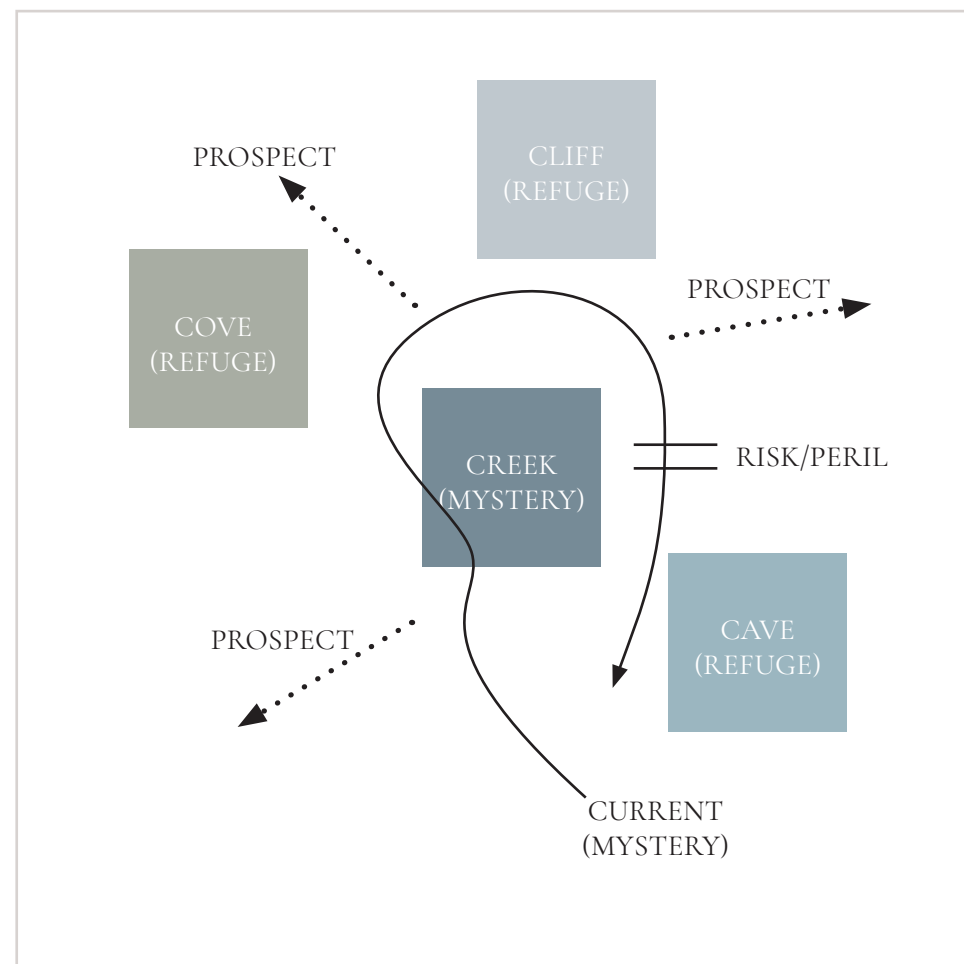 PROSPECT
CLIFF
(REFUGE)
PROSPECT
COVE
(REFUGE)
CREEK
(MYSTERY)
RISK/PERIL
PROSPECT
CAVE
(REFUGE)
CURRENT
(MYSTERY)